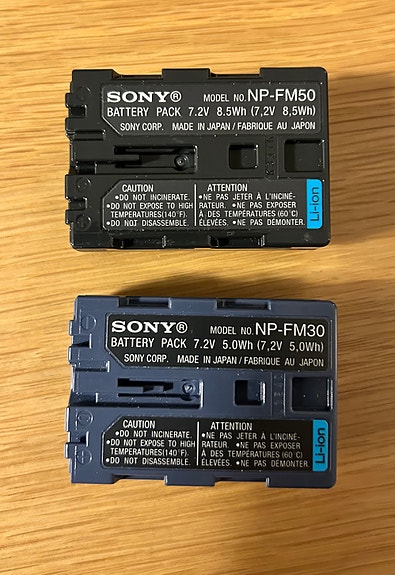 SONY® MODEL NO. NP-FM50
BATTERY PACK 7.2V 8.5Wh (7,2V 8,5Wh)
SONY CORP. MADE IN JAPAN / FABRIQUE AU JAPON
CAUTION
•DO NOT INCINERATE.
•DO NOT EXPOSE TO HIGH
TEMPERATURES(140°F).
•DO NOT DISASSEMBLE.
ATTENTION
•NE PAS JETER À L'INCINÉ-
RATEUR. •NE PAS EXPOSER
À DES TEMPÉRATURES (60°C)
ÉLEVÉES. •NE PAS DÉMONTER.
Li-ion
SONY® MODEL NO. NP-FM30
BATTERY PACK 7.2V 5.0Wh (7,2V 5,0Wh)
SONY CORP. MADE IN JAPAN / FABRIQUE AU JAPON
CAUTION
•DO NOT INCINERATE.
•DO NOT EXPOSE TO HIGH
TEMPERATURES(140°F).
•DO NOT DISASSEMBLE.
ATTENTION
•NE PAS JETER À L'INCINÉ-
RATEUR. •NE PAS EXPOSER
À DES TEMPÉRATURES (60°C)
ÉLEVÉES. •NE PAS DÉMONTER.
Li-ion